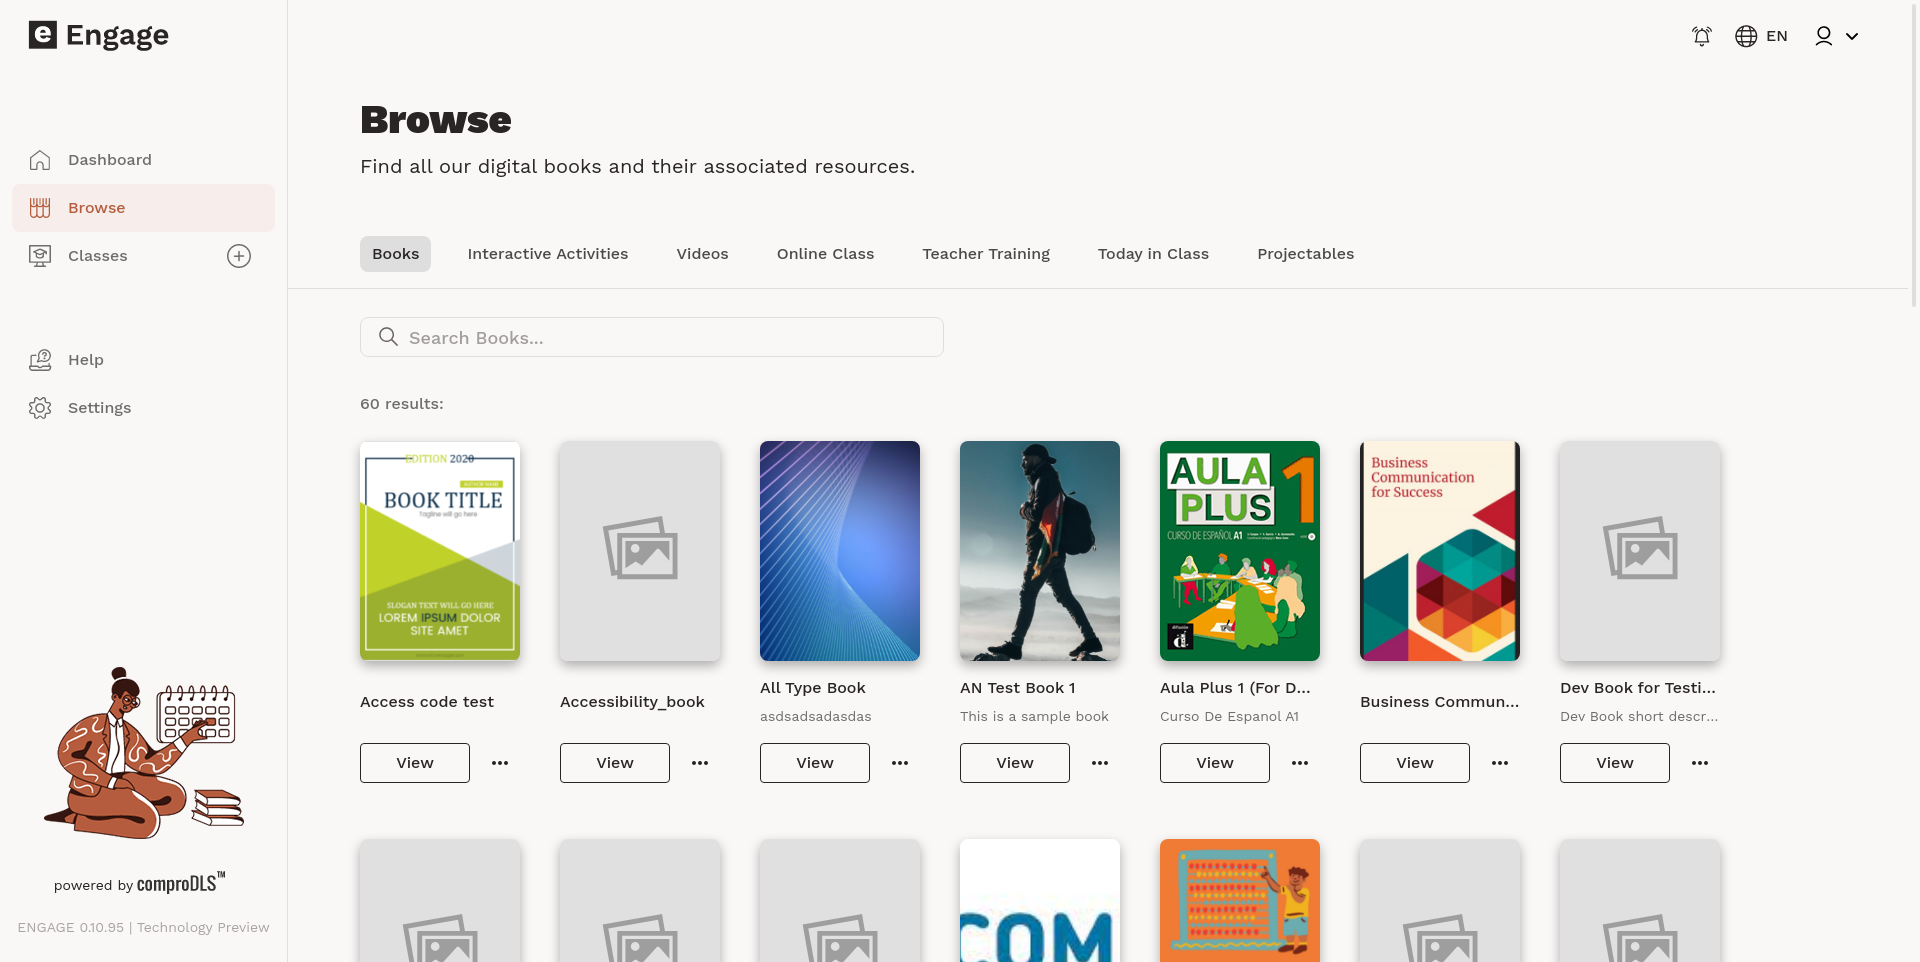 e Engage
EN
Dashboard
Browse
Classes
Help
Settings
powered by comproDLS™
ENGAGE 0.10.95 | Technology Preview
Browse
Find all our digital books and their associated resources.
Books
Interactive Activities
Videos
Online Class
Teacher Training
Today in Class
Projectables
Search Books...
60 results:
EDITION 2020
AUTHOR NAME
BOOK TITLE
Tagline will go here
SLOGAN TEXT WILL GO HERE
LOREM IPSUM DOLOR
SITE AMET
AULA
PLUS
1
CURSO DE ESPAÑOL A1
Business
Communication
for Success
Access code test
Accessibility_book
All Type Book
asdsadsadasdas
AN Test Book 1
This is a sample book
Aula Plus 1 (For D...
Curso De Espanol A1
Business Commun...
Dev Book for Testi...
Dev Book short descr...
View
View
View
View
View
View
View
COM